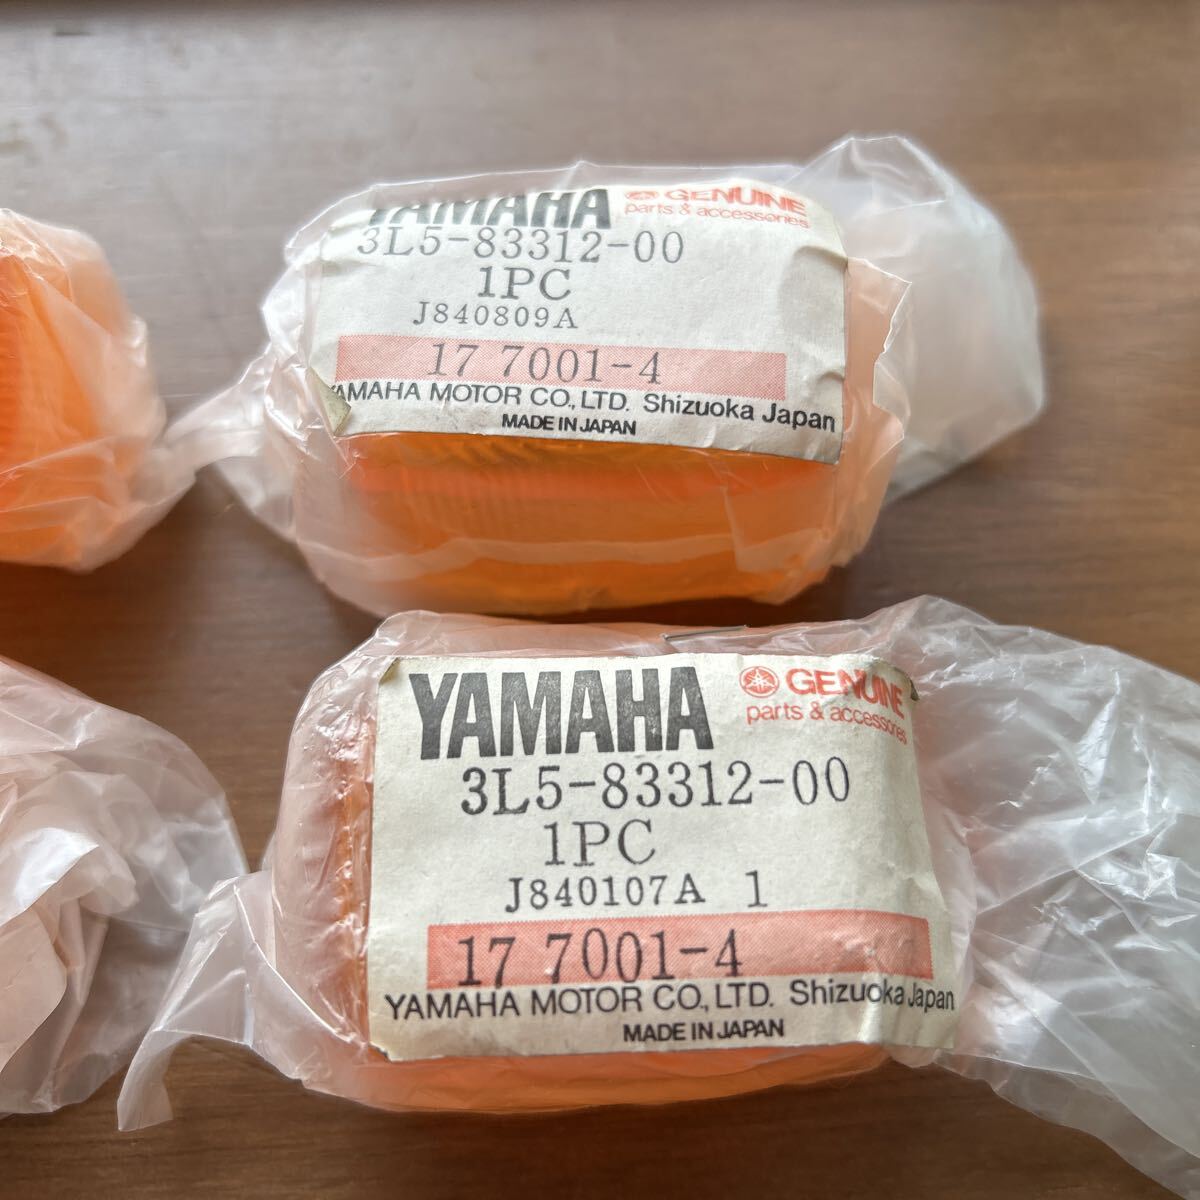 YAMAHA GENUINE
parts & accessories
3L5-83312-00
1PC
J840809A
17 7001-4
YAMAHA MOTOR CO.,LTD. Shizuoka Japan
MADE IN JAPAN
YAMAHA GENUINE
parts & accessories
3L5-83312-00
1PC
J840107A 1
17 7001-4
YAMAHA MOTOR CO.,LTD. Shizuoka Japan
MADE IN JAPAN